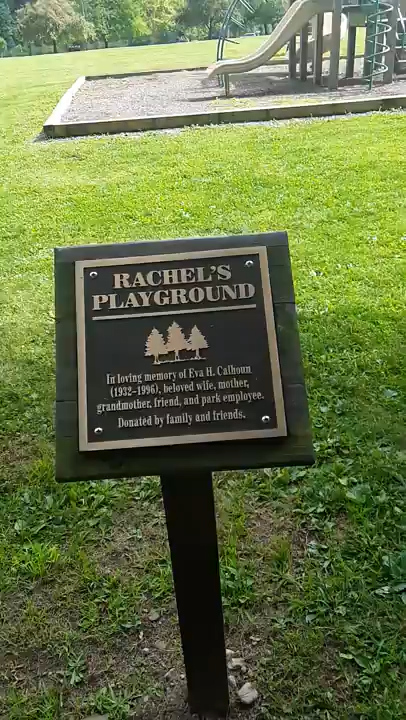 RACHEL'S
PLAYGROUND
In loving memory of Eva H. Calhoun
(1932-1996), beloved wife, mother,
grandmother, friend, and park employee.
Donated by family and friends.